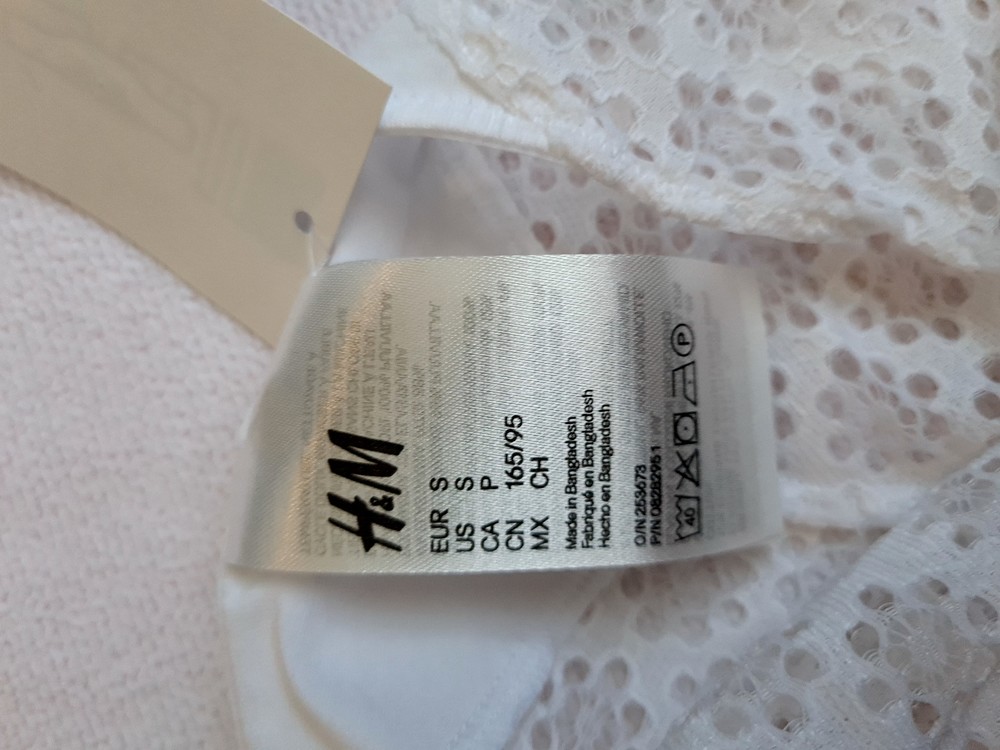 H&M
EUR S
US S
CA P
CN 165/95
MX CH
Made in Bangladesh
Fabriqué en Bangladesh
Hecho en Bangladesh
O/N 253673
P/N 0828295 1
40
P